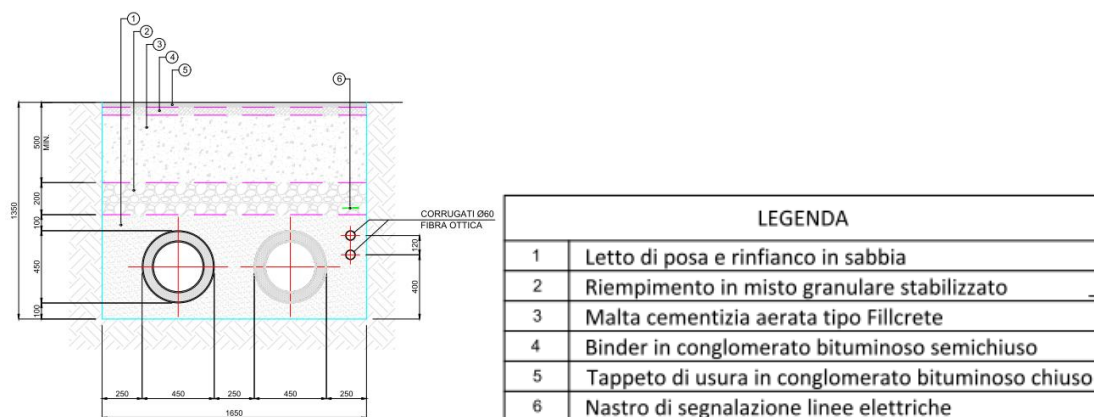 1
2
3
4
5
6
500
MIN.
200
100
450
100
1350
CORRUGATI Ø60
FIBRA OTTICA
120
400
250
450
250
450
250
1650
LEGENDA
1 Letto di posa e rinfianco in sabbia
2 Riempimento in misto granulare stabilizzato
3 Malta cementizia aerata tipo Fillcrete
4 Binder in conglomerato bituminoso semichiuso
5 Tappeto di usura in conglomerato bituminoso chiuso
6 Nastro di segnalazione linee elettriche